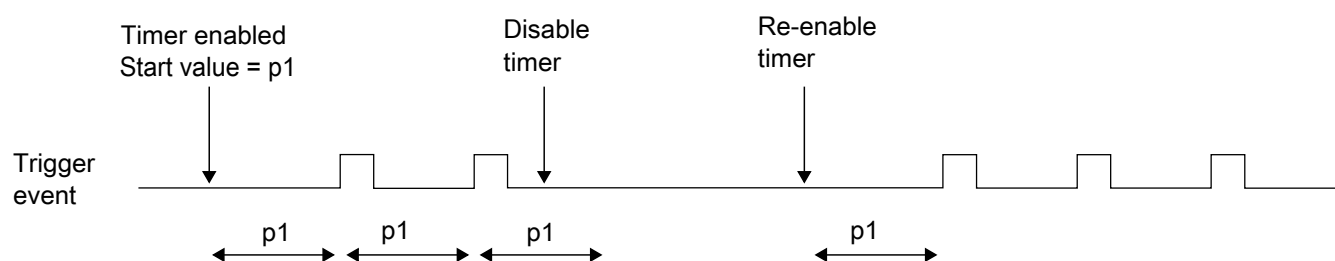 Timer enabled
Start value = p1
Disable
timer
Re-enable
timer
Trigger
event
p1
p1
p1
p1